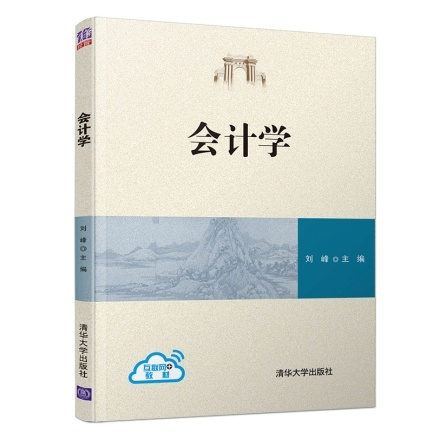 会计学
刘峰◎主编
清华大学出版社
会计学
刘 峰 ◎ 主 编
互联网+
教 材
清华大学出版社